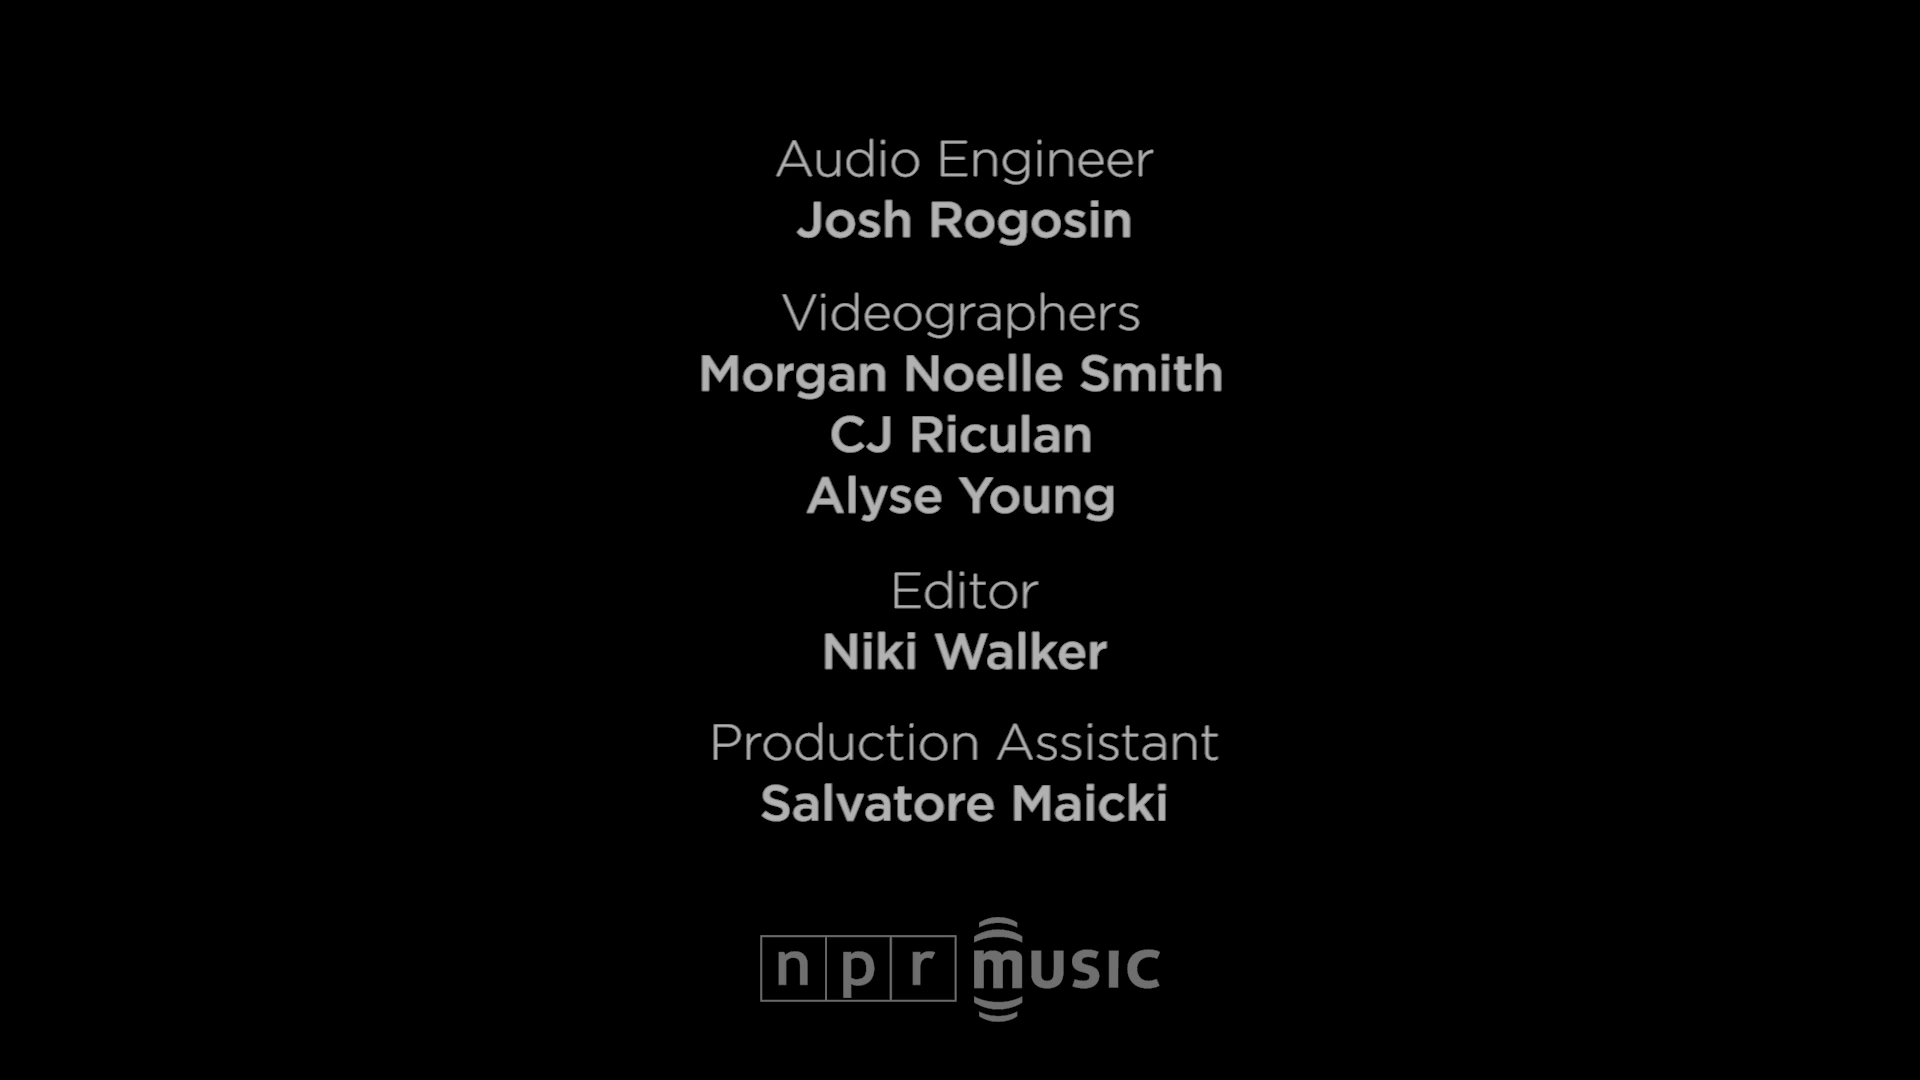 Audio Engineer
Josh Rogosin
Videographers
Morgan Noelle Smith
CJ Riculan
Alyse Young
Editor
Niki Walker
Production Assistant
Salvatore Maicki
npr music